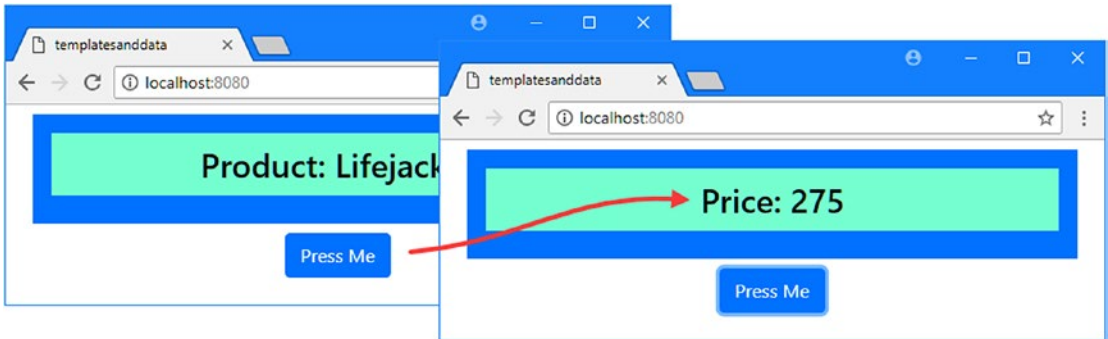 templatesanddata
localhost:8080
Product: Lifejack
Press Me
templatesanddata
localhost:8080
Price: 275
Press Me